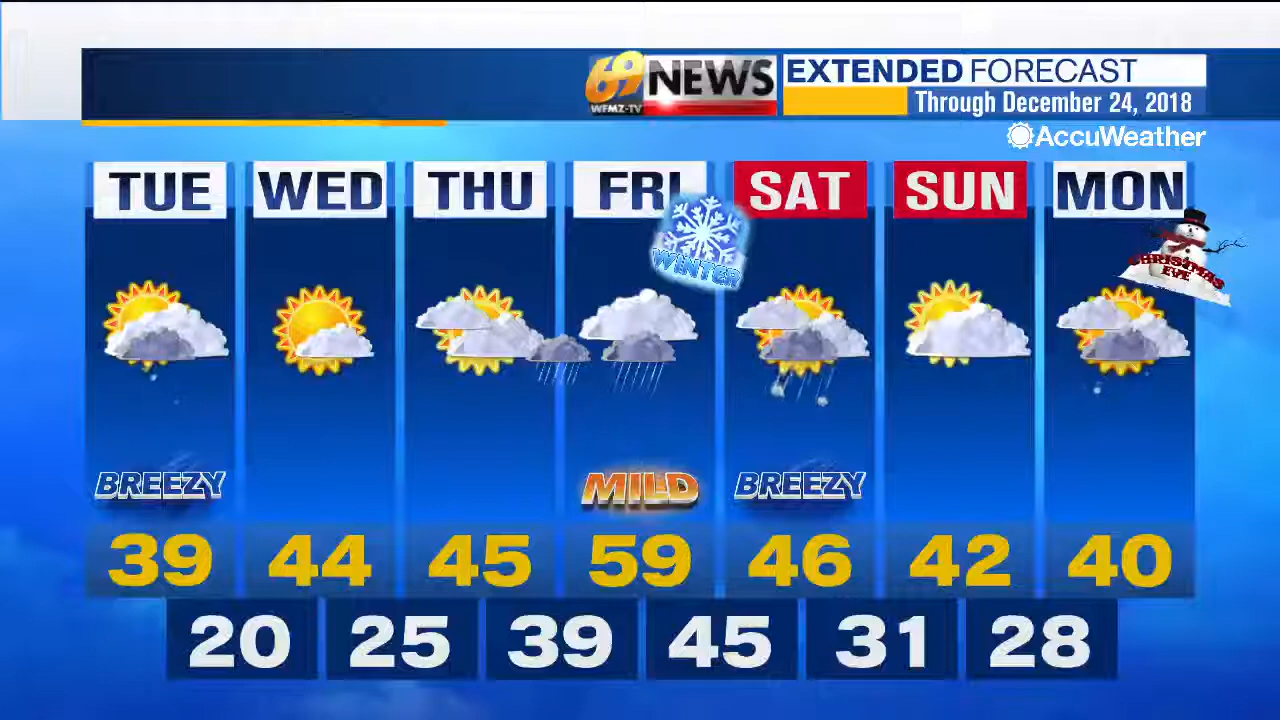 69 NEWS
WFMZ-TV
EXTENDED FORECAST
Through December 24, 2018
AccuWeather
TUE WED THU FRI SAT SUN MON
WINTER
CHRISTMAS
EVE
BREEZY MILD BREEZY
39 44 45 59 46 42 40
20 25 39 45 31 28